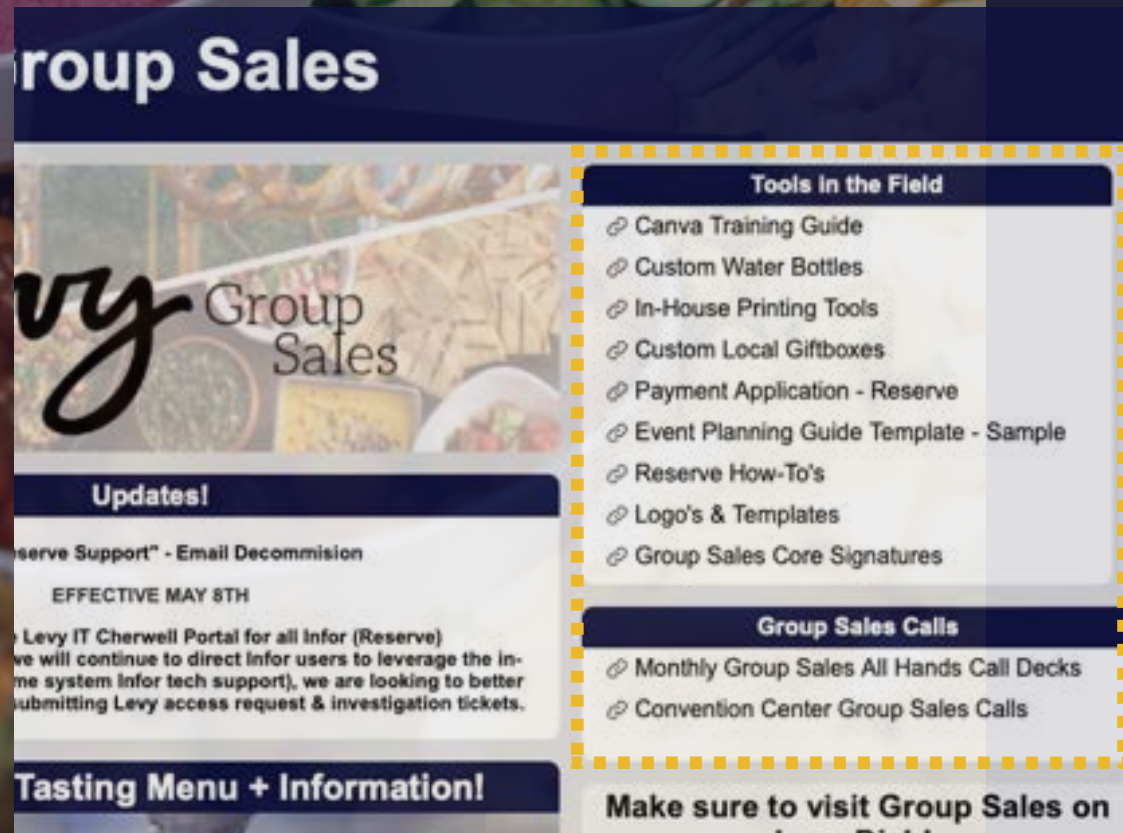 Group Sales
vy Group
Sales
Updates!
eserve Support" - Email Decommision
EFFECTIVE MAY 8TH
Levy IT Cherwell Portal for all Infor (Reserve)
we will continue to direct Infor users to leverage the in-
me system Infor tech support), we are looking to better
submitting Levy access request & investigation tickets.
Tasting Menu + Information!
Tools in the Field
Canva Training Guide
Custom Water Bottles
In-House Printing Tools
Custom Local Giftboxes
Payment Application - Reserve
Event Planning Guide Template - Sample
Reserve How-To's
Logo's & Templates
Group Sales Core Signatures
Group Sales Calls
Monthly Group Sales All Hands Call Decks
Convention Center Group Sales Calls
Make sure to visit Group Sales on